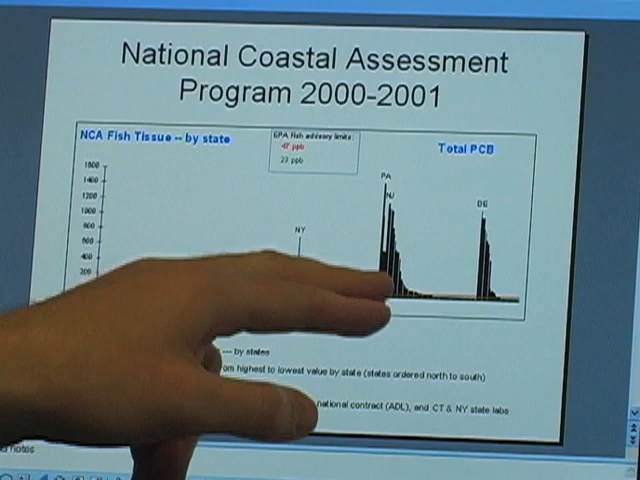 National Coastal Assessment
Program 2000-2001
NCA Fish Tissue -- by state
EPA Fish advisory limits:
47 ppb
23 ppb
Total PCB
1600
1400
1200
1000
800
600
400
200
NY
PA
NJ
DE
--- by states
om highest to lowest value by state (states ordered north to south)
national contract (ADL), and CT & NY state labs
notes